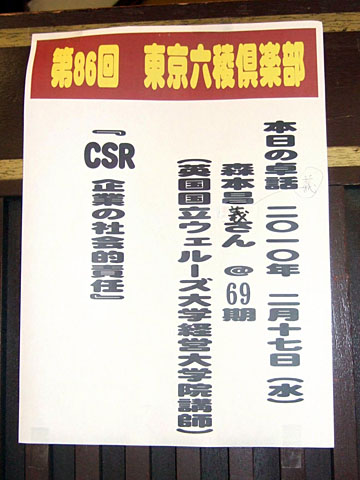 第86回 東京六稜倶楽部
本日の卓話 二〇一〇年 二月十七日(水)
義
森本昌義さん @69期
(英国国立ウェルーズ大学経営大学院講師)
『CSR 企業の社会的責任』